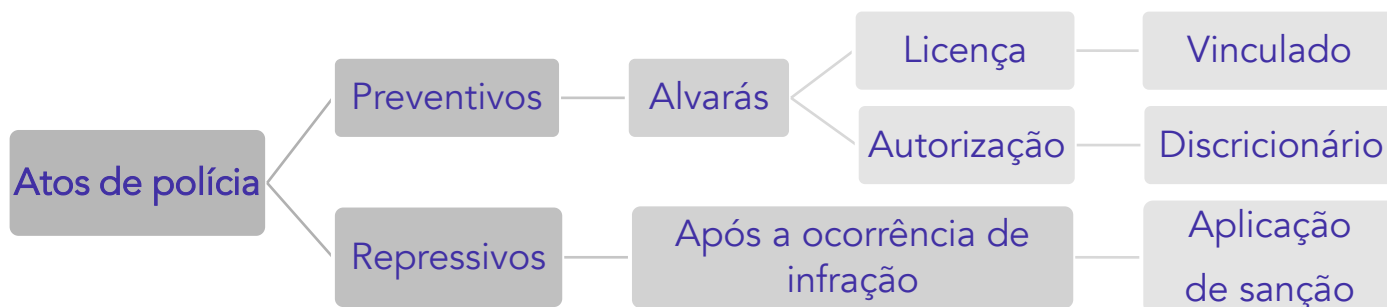 Atos de polícia
Preventivos
Alvarás
Licença
Vinculado
Autorização
Discricionário
Repressivos
Após a ocorrência de
infração
Aplicação
de sanção